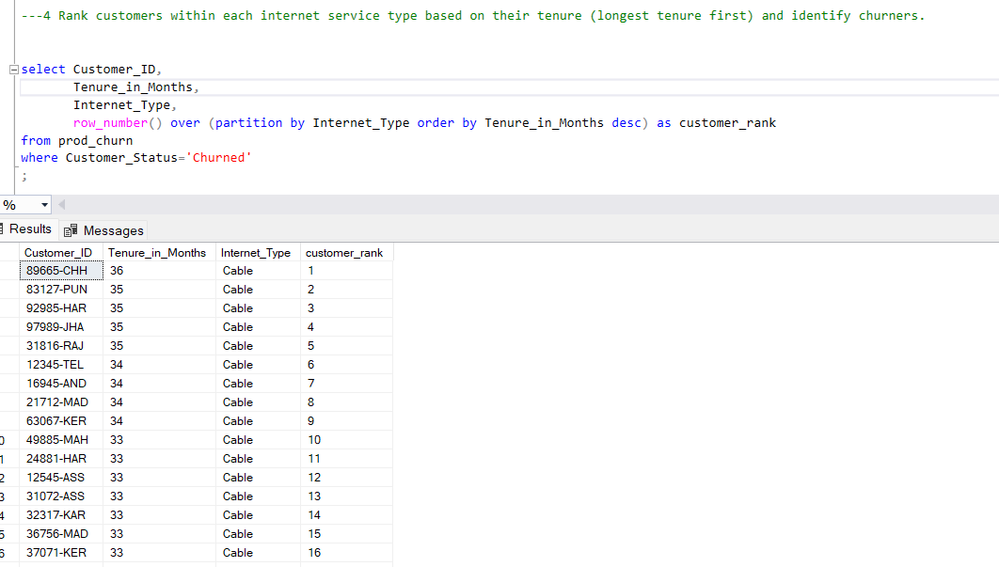 ---4 Rank customers within each internet service type based on their tenure (longest tenure first) and identify churners.
select Customer_ID,
Tenure_in_Months,
Internet_Type,
row_number() over (partition by Internet_Type order by Tenure_in_Months desc) as customer_rank
from prod_churn
where Customer_Status='Churned'
;
%
Results Messages
Customer_ID Tenure_in_Months Internet_Type customer_rank
89665-CHH 36 Cable 1
83127-PUN 35 Cable 2
92985-HAR 35 Cable 3
97989-JHA 35 Cable 4
31816-RAJ 35 Cable 5
12345-TEL 34 Cable 6
16945-AND 34 Cable 7
21712-MAD 34 Cable 8
63067-KER 34 Cable 9
0 49885-MAH 33 Cable 10
1 24881-HAR 33 Cable 11
2 12545-ASS 33 Cable 12
3 31072-ASS 33 Cable 13
4 32317-KAR 33 Cable 14
5 36756-MAD 33 Cable 15
6 37071-KER 33 Cable 16